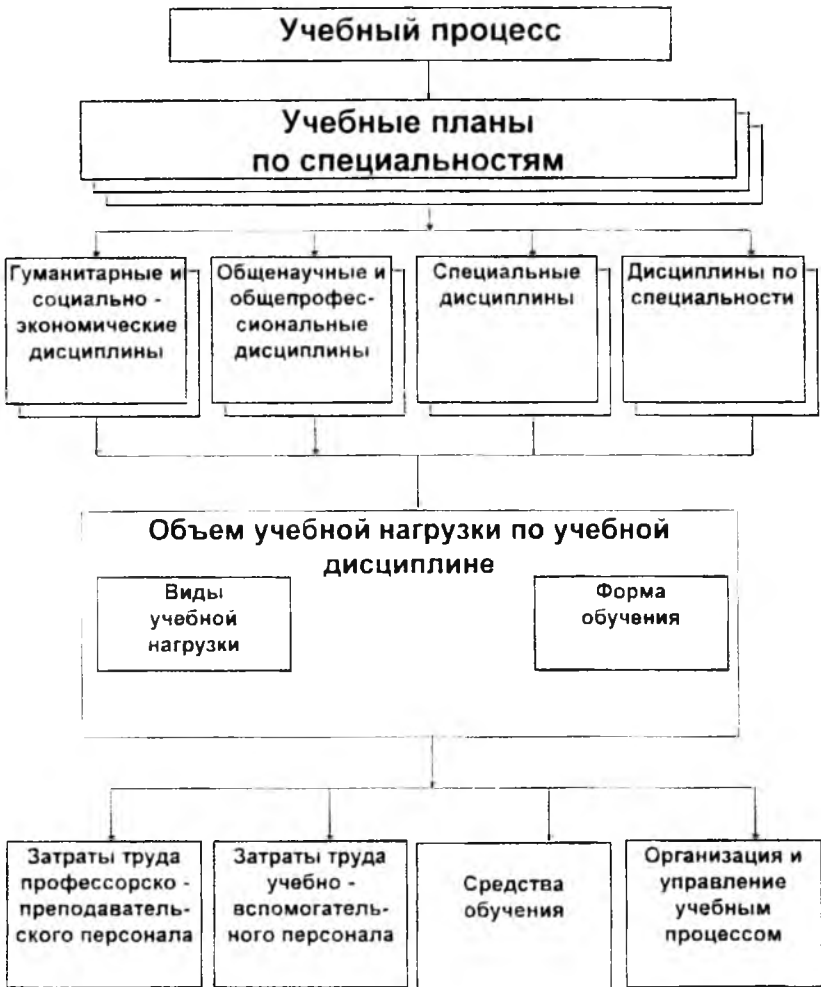 Учебный процесс
Учебные планы
по специальностям
Гуманитарные и
социально -
экономические
дисциплины
Общенаучные и
общепрофес-
сиональные
дисциплины
Специальные
дисциплины
Дисциплины по
специальности
Объем учебной нагрузки по учебной
дисциплине
Виды
учебной
нагрузки
Форма
обучения
Затраты труда
профессорско -
преподаватель-
ского персонала
Затраты труда
учебно -
вспомогатель-
ного персонала
Средства
обучения
Организация и
управление
учебным
процессом